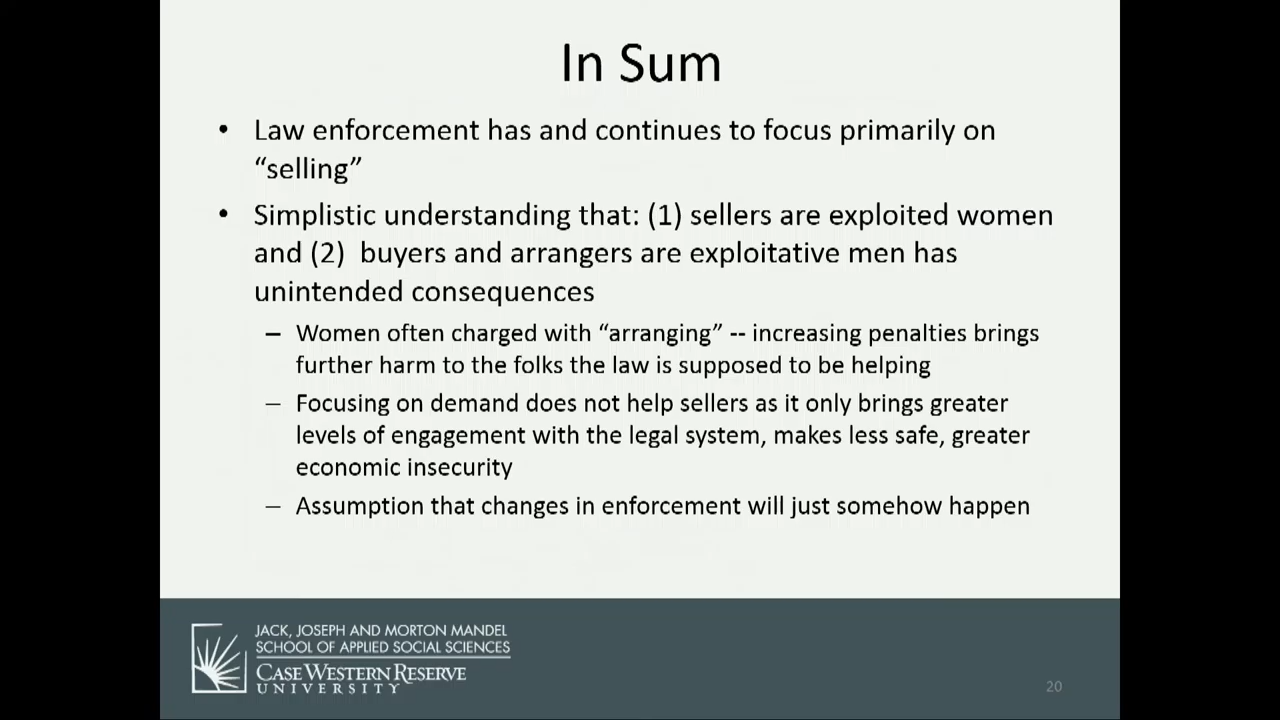 In Sum
• Law enforcement has and continues to focus primarily on
“selling”
• Simplistic understanding that: (1) sellers are exploited women
and (2)  buyers and arrangers are exploitative men has
unintended consequences
– Women often charged with “arranging” -- increasing penalties brings
further harm to the folks the law is supposed to be helping
– Focusing on demand does not help sellers as it only brings greater
levels of engagement with the legal system, makes less safe, greater
economic insecurity
– Assumption that changes in enforcement will just somehow happen
JACK, JOSEPH AND MORTON MANDEL
SCHOOL OF APPLIED SOCIAL SCIENCES
CASE WESTERN RESERVE
UNIVERSITY
20